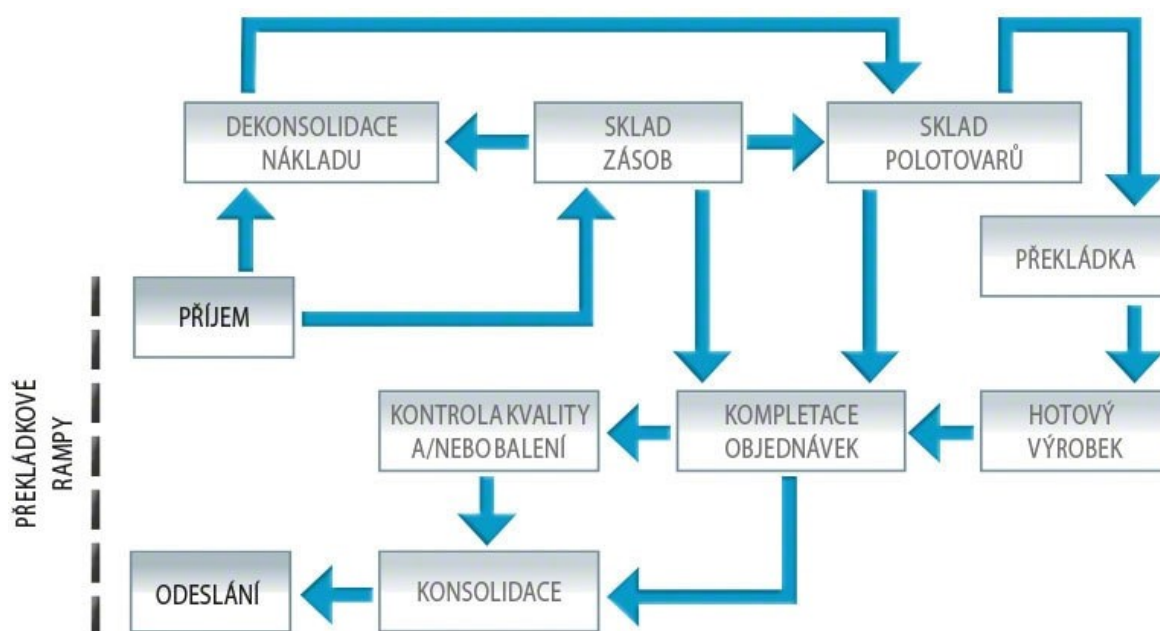 DEKONSOLIDACE
NÁKLADU
SKLAD
ZÁSOB
SKLAD
POLOTOVARŮ
PŘEKLÁDKA
PŘÍJEM
PŘEKLÁDKOVÉ
RAMPY
KONTROLA KVALITY
A/NEBO BALENÍ
KOMPLETACE
OBJEDNÁVEK
HOTOVÝ
VÝROBEK
ODESLÁNÍ
KONSOLIDACE